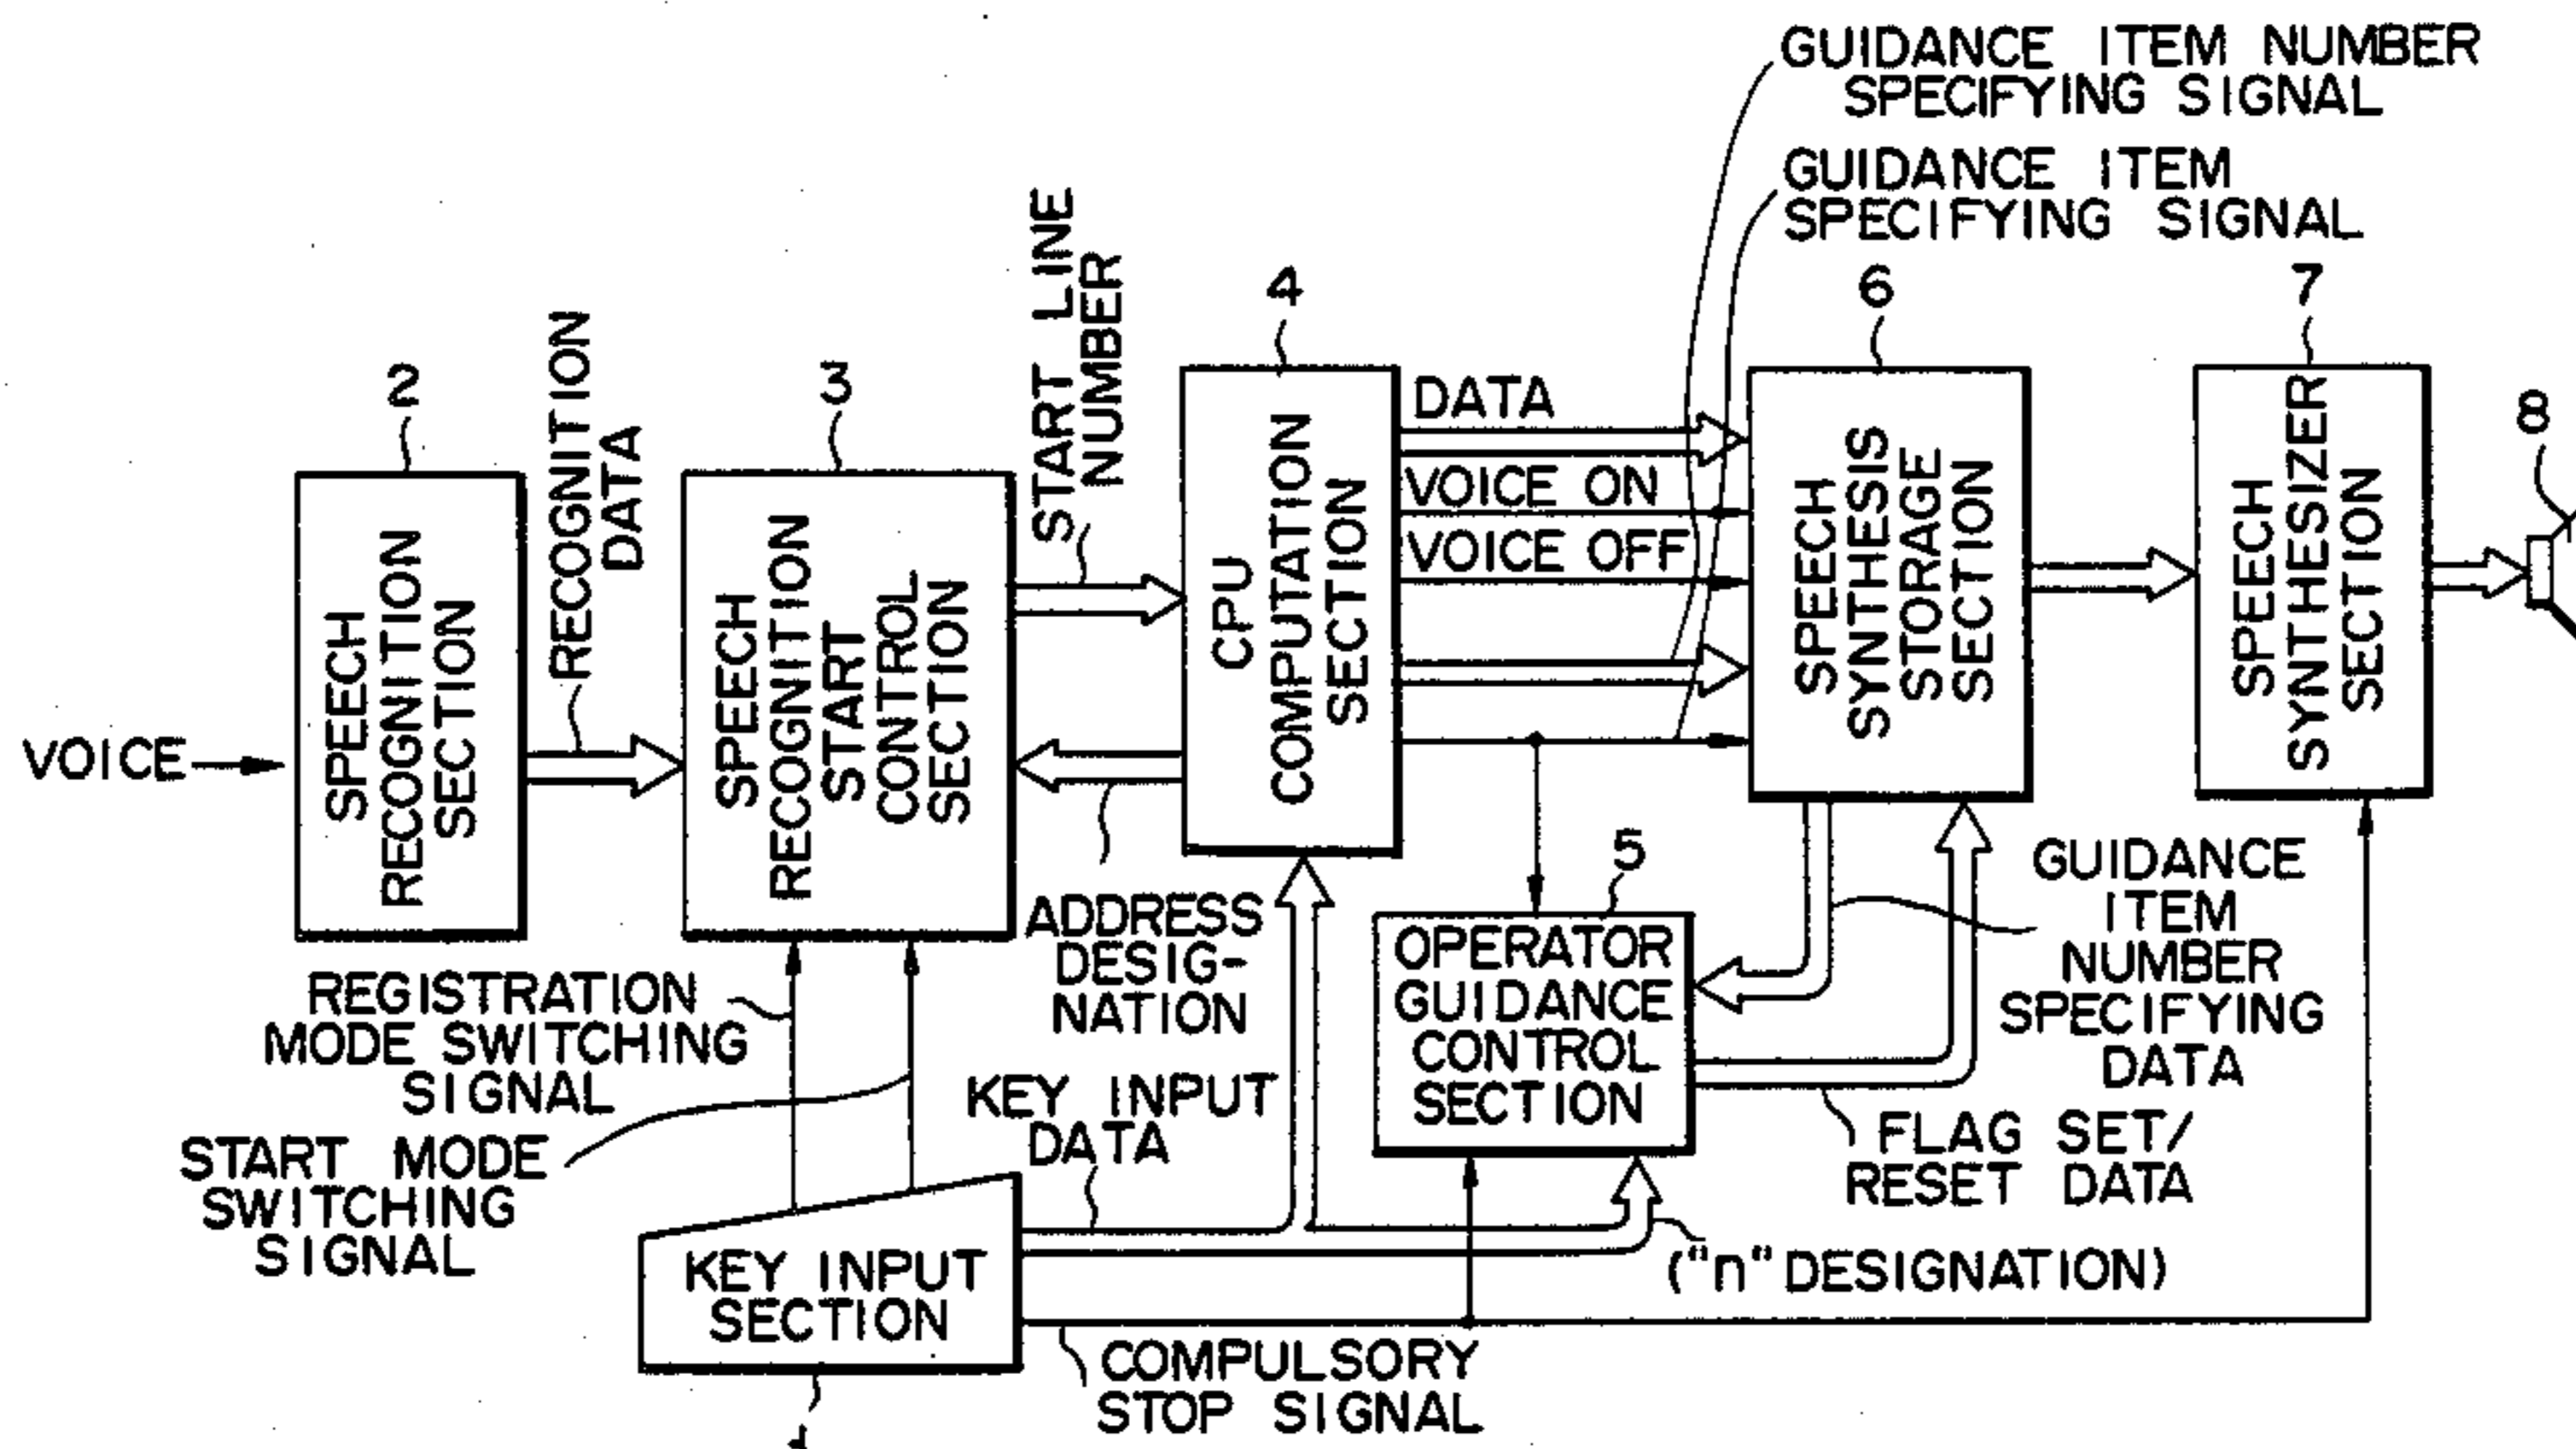 GUIDANCE ITEM NUMBER
SPECIFYING SIGNAL
GUIDANCE ITEM
SPECIFYING SIGNAL
START LINE
NUMBER
4
6
7
8
2
RECOGNITION
DATA
3
DATA
VOICE ON
VOICE OFF
VOICE
SPEECH
RECOGNITION
SECTION
SPEECH
RECOGNITION
START
CONTROL
SECTION
CPU
COMPUTATION
SECTION
SPEECH
SYNTHESIS
STORAGE
SECTION
SPEECH
SYNTHESIZER
SECTION
ADDRESS
DESIG-
NATION
5
OPERATOR
GUIDANCE
CONTROL
SECTION
GUIDANCE
ITEM
NUMBER
SPECIFYING
DATA
FLAG SET/
RESET DATA
REGISTRATION
MODE SWITCHING
SIGNAL
START MODE
SWITCHING
SIGNAL
KEY INPUT
DATA
KEY INPUT
SECTION
("n" DESIGNATION)
COMPULSORY
STOP SIGNAL